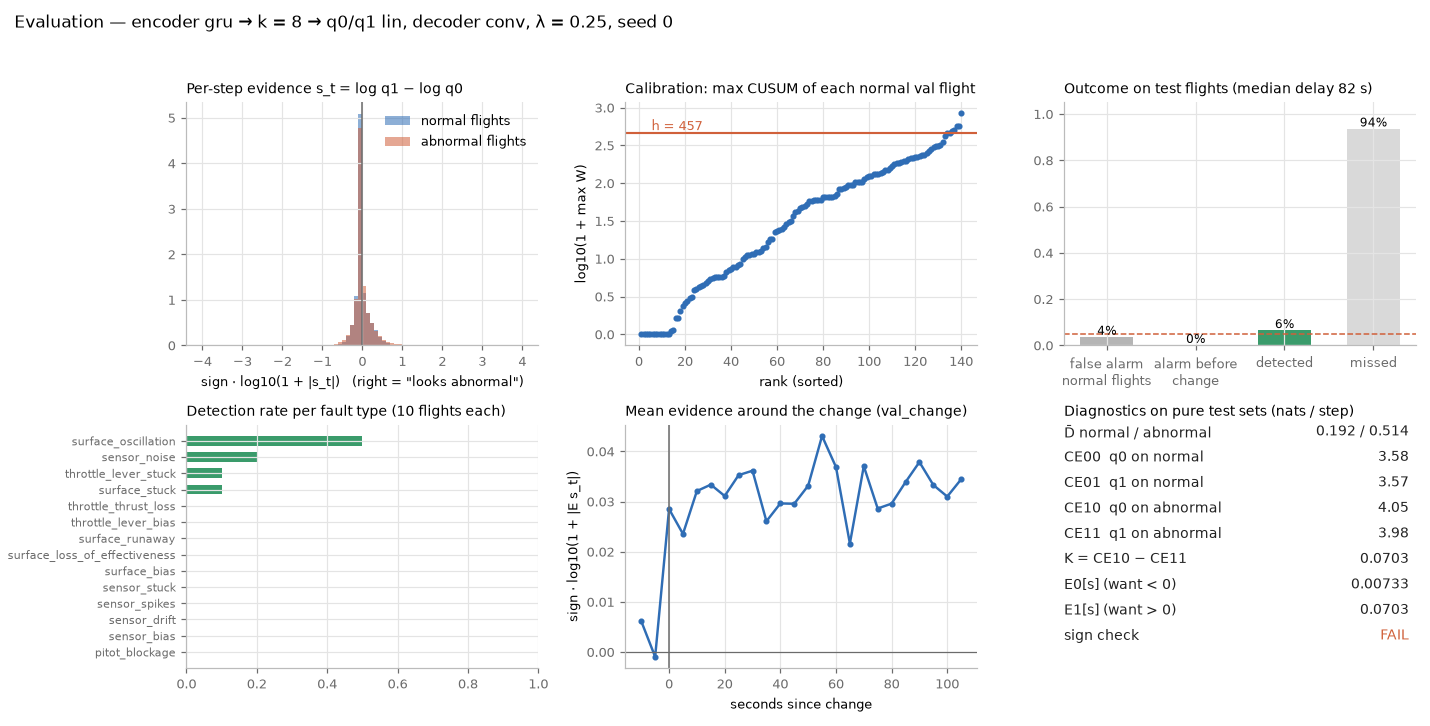 Evaluation — encoder gru → k = 8 → q0/q1 lin, decoder conv, λ = 0.25, seed 0
Per-step evidence s_t = log q1 − log q0
normal flights
abnormal flights
5
4
3
2
1
0
−4 −3 −2 −1 0 1 2 3 4
sign · log10(1 + |s_t|) (right = "looks abnormal")
Calibration: max CUSUM of each normal val flight
h = 457
log10(1 + max W)
3.0
2.5
2.0
1.5
1.0
0.5
0.0
0 20 40 60 80 100 120 140
rank (sorted)
Outcome on test flights (median delay 82 s)
1.0
0.8
0.6
0.4
0.2
0.0
4%
0%
6%
94%
false alarm
normal flights
alarm before
change
detected
missed
Detection rate per fault type (10 flights each)
surface_oscillation
sensor_noise
throttle_lever_stuck
surface_stuck
throttle_thrust_loss
throttle_lever_bias
surface_runaway
surface_loss_of_effectiveness
surface_bias
sensor_stuck
sensor_spikes
sensor_drift
sensor_bias
pitot_blockage
0.0 0.2 0.4 0.6 0.8 1.0
Mean evidence around the change (val_change)
sign · log10(1 + |E s_t|)
0.04
0.03
0.02
0.01
0.00
0 20 40 60 80 100
seconds since change
Diagnostics on pure test sets (nats / step)
D̄ normal / abnormal 0.192 / 0.514
CE00 q0 on normal 3.58
CE01 q1 on normal 3.57
CE10 q0 on abnormal 4.05
CE11 q1 on abnormal 3.98
K = CE10 − CE11 0.0703
E0[s] (want < 0) 0.00733
E1[s] (want > 0) 0.0703
sign check FAIL